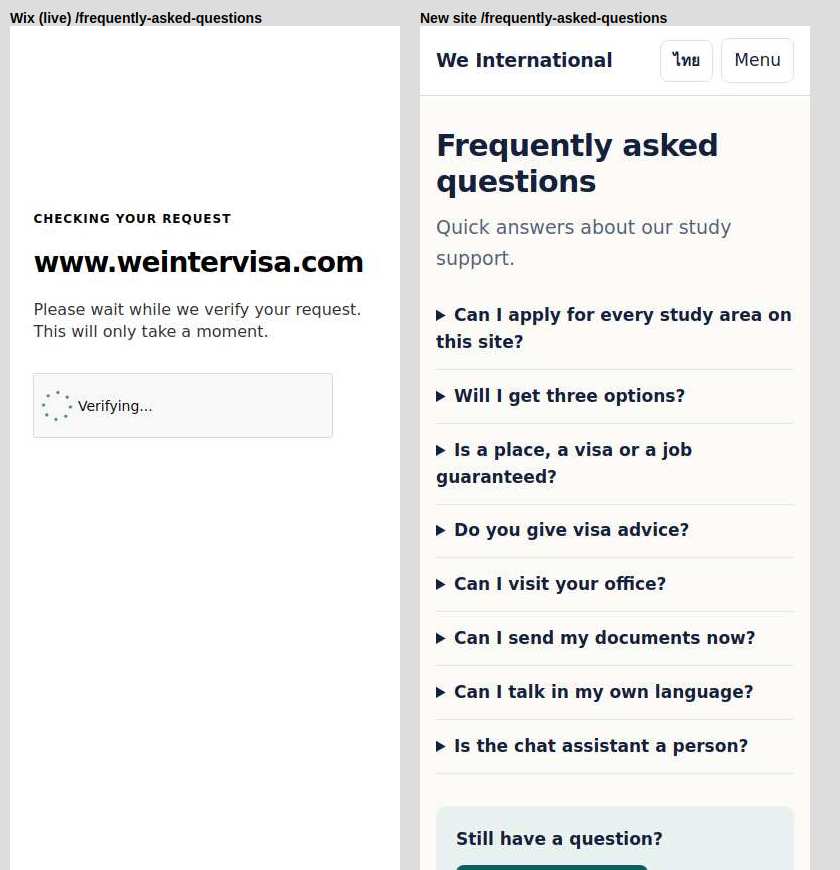 Wix (live) /frequently-asked-questions
CHECKING YOUR REQUEST
www.weintervisa.com
Please wait while we verify your request.
This will only take a moment.
Verifying...
New site /frequently-asked-questions
We International
ไทย
Menu
Frequently asked
questions
Quick answers about our study
support.
Can I apply for every study area on
this site?
Will I get three options?
Is a place, a visa or a job
guaranteed?
Do you give visa advice?
Can I visit your office?
Can I send my documents now?
Can I talk in my own language?
Is the chat assistant a person?
Still have a question?